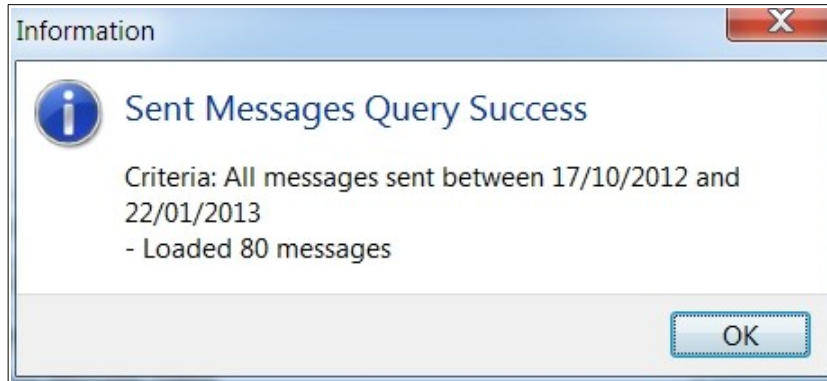 Information
Sent Messages Query Success
Criteria: All messages sent between 17/10/2012 and
22/01/2013
- Loaded 80 messages
OK